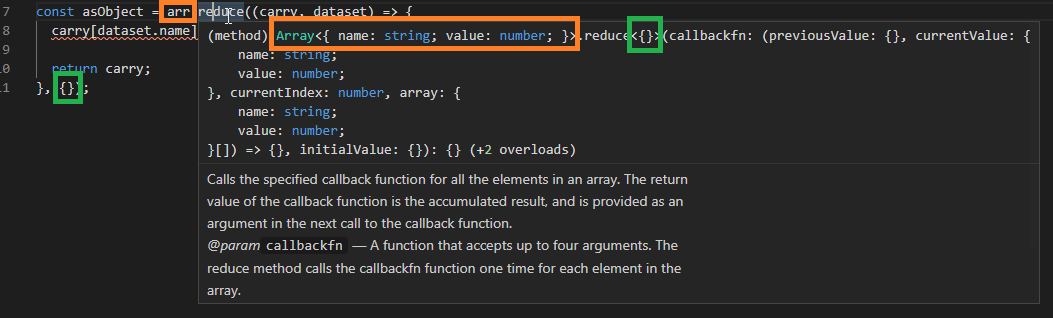 7 const asObject = arr.reduce((carry, dataset) => {
8 carry[dataset.name]
(method) Array<{ name: string; value: number; }>.reduce<{}>(callbackfn: (previousValue: {}, currentValue: {
name: string;
10 return carry;
value: number;
11 }, {});
}, currentIndex: number, array: {
name: string;
value: number;
}[]) => {}, initialValue: {}): {} (+2 overloads)
Calls the specified callback function for all the elements in an array. The return
value of the callback function is the accumulated result, and is provided as an
argument in the next call to the callback function.
@param callbackfn — A function that accepts up to four arguments. The
reduce method calls the callbackfn function one time for each element in the
array.